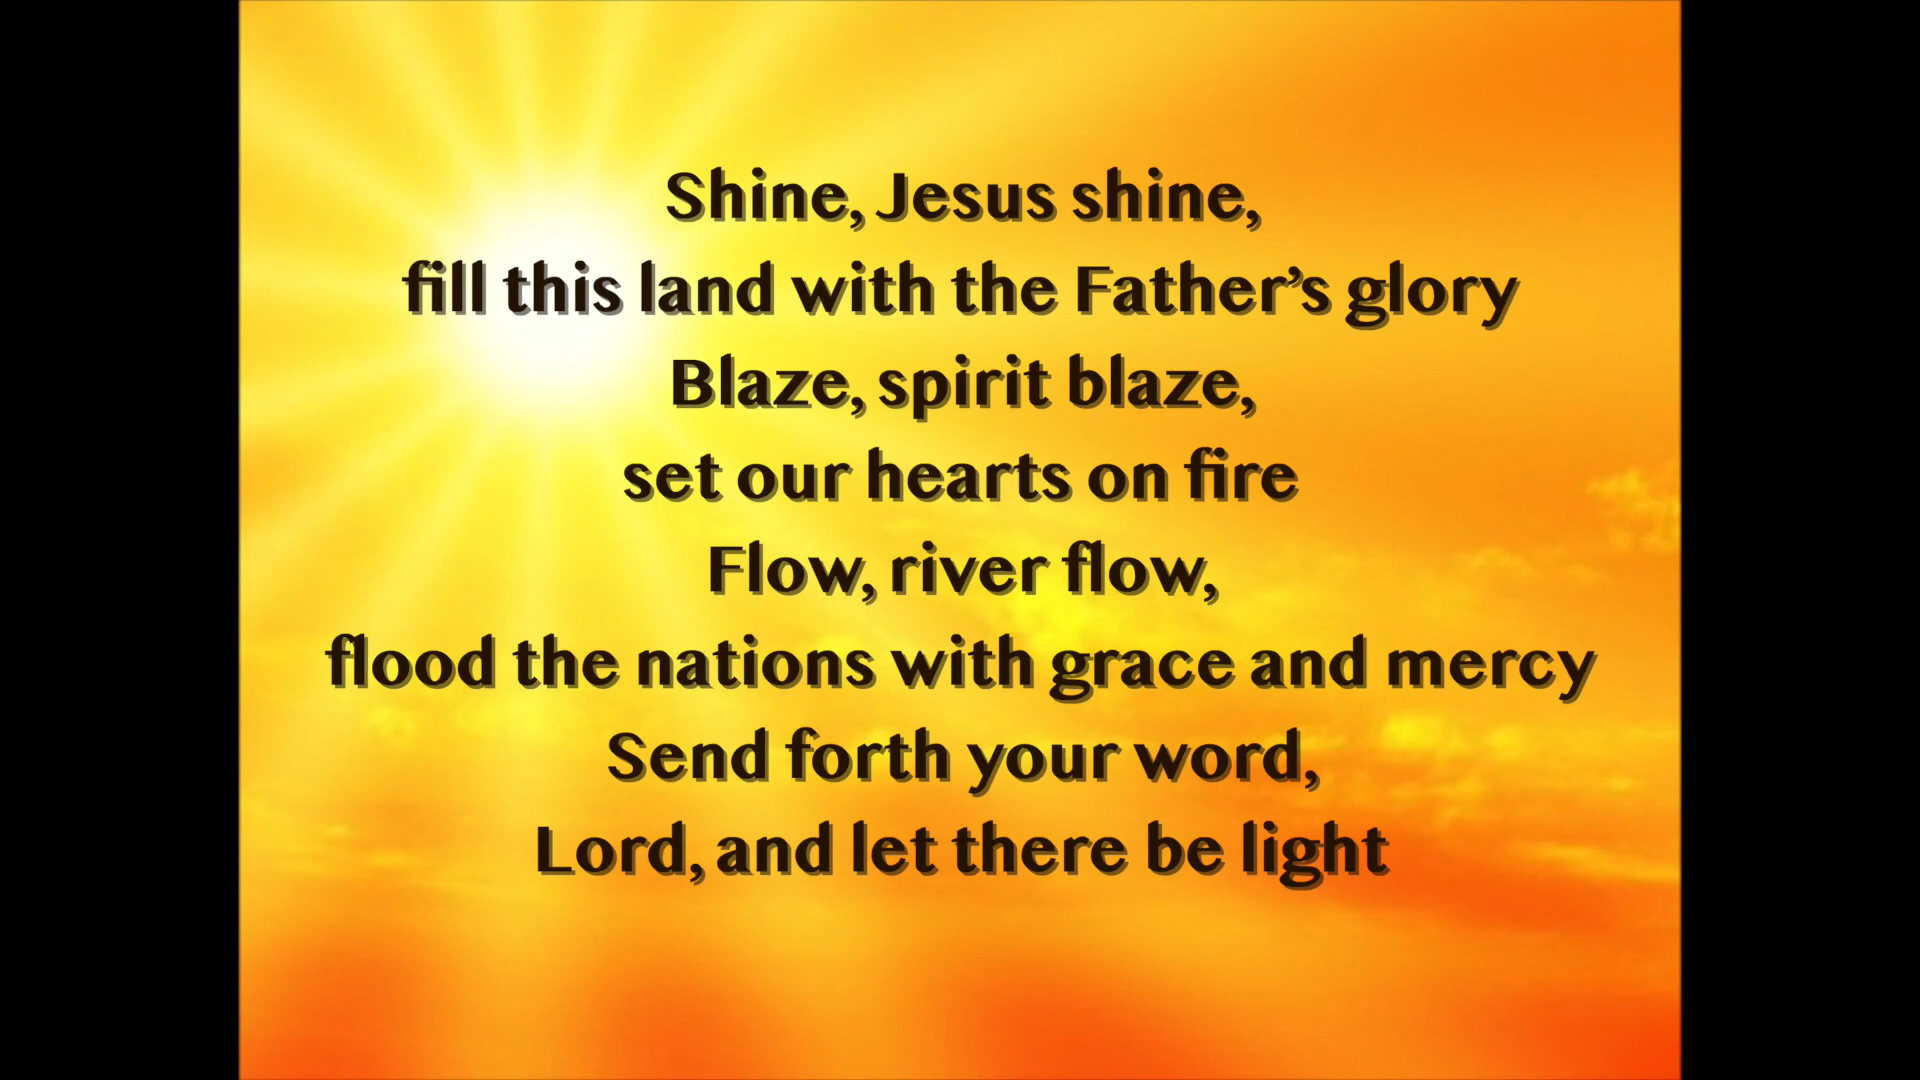 Shine, Jesus shine,
fill this land with the Father’s glory
Blaze, spirit blaze,
set our hearts on fire
Flow, river flow,
flood the nations with grace and mercy
Send forth your word,
Lord, and let there be light